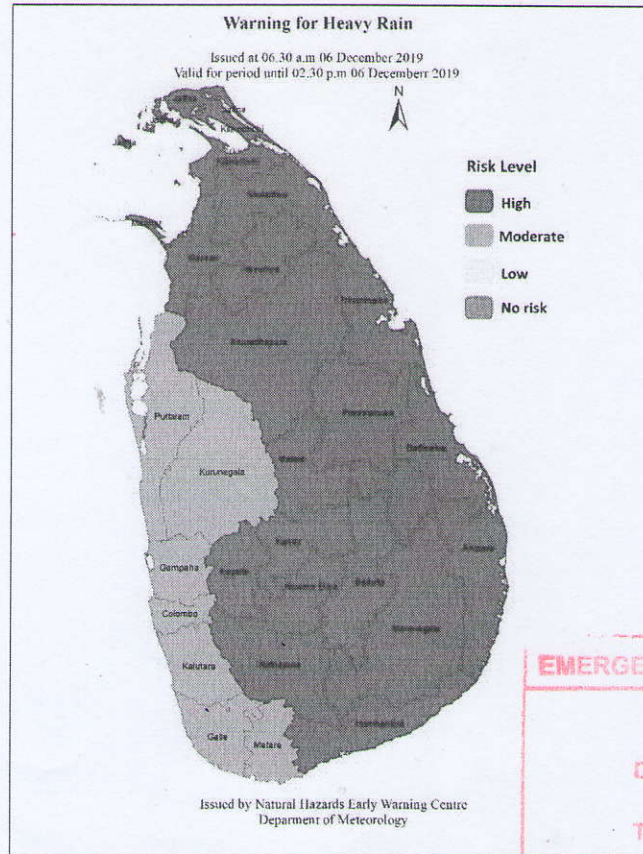 Warning for Heavy Rain
Issued at 06.30 a.m 06 December 2019
Valid for period until 02.30 p.m 06 Decemberr 2019
N
Risk Level
High
Moderate
Low
No risk
Puttalam
Kurunegala
Gampaha
Colombo
Kalutara
Galle
Matara
Kandy
Kegalle
Nuwara Eliya
Badulla
Ampara
Monaragala
Ratnapura
Hambantota
Batticaloa
Polonnaruwa
Anuradhapura
Trincomalee
Vavuniya
Mannar
EMERGE
Issued by Natural Hazards Early Warning Centre
Deparment of Meteorology